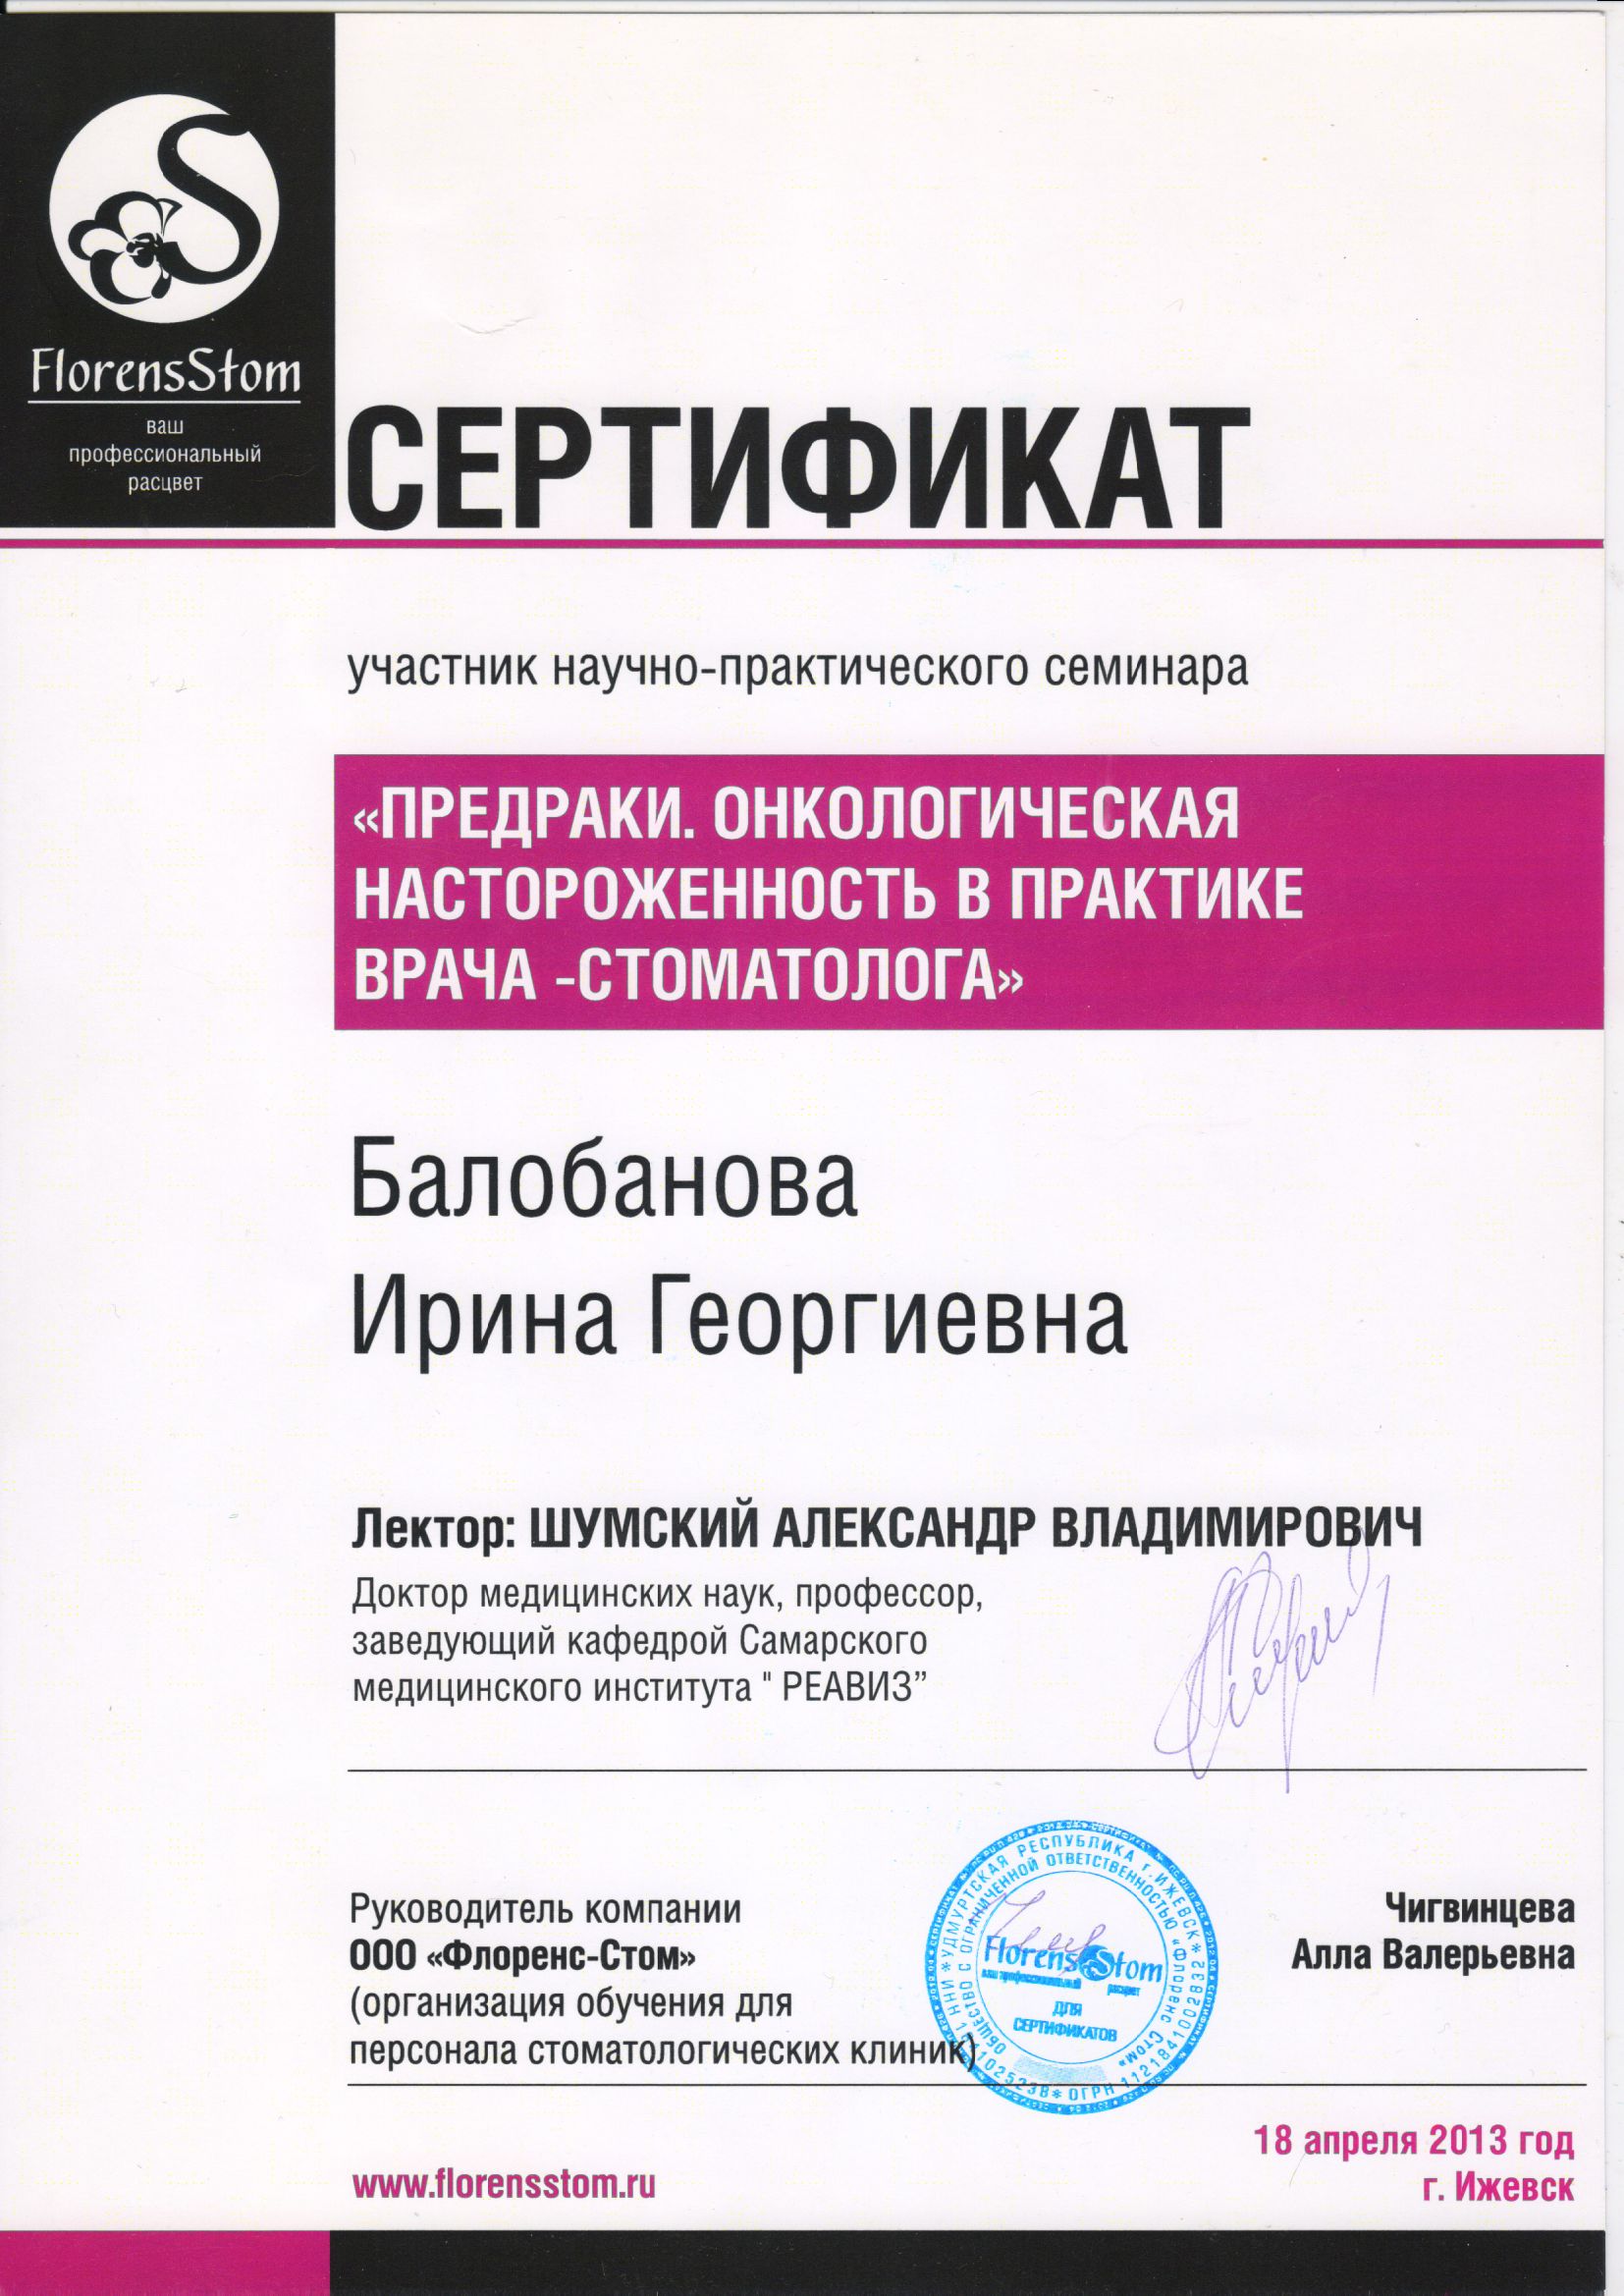 FlorensStom
ваш
профессиональный
расцвет
СЕРТИФИКАТ
участник научно-практического семинара
«ПРЕДРАКИ. ОНКОЛОГИЧЕСКАЯ
НАСТОРОЖЕННОСТЬ В ПРАКТИКЕ
ВРАЧА -СТОМАТОЛОГА»
Балобанова
Ирина Георгиевна
Лектор: ШУМСКИЙ АЛЕКСАНДР ВЛАДИМИРОВИЧ
Доктор медицинских наук, профессор,
заведующий кафедрой Самарского
медицинского института " РЕАВИЗ”
Руководитель компании
ООО «Флоренс-Стом»
(организация обучения для
персонала стоматологических клиник)
УДМУРТСКАЯ РЕСПУБЛИКА г. ИЖЕВСК
ОБЩЕСТВО С ОГРАНИЧЕННОЙ ОТВЕТСТВЕННОСТЬЮ «Флоренс Стом»
FlorensStom
ваш профессиональный
расцвет
ДЛЯ
СЕРТИФИКАТОВ
Чигвинцева
Алла Валерьевна
18 апреля 2013 год
г. Ижевск
www.florensstom.ru